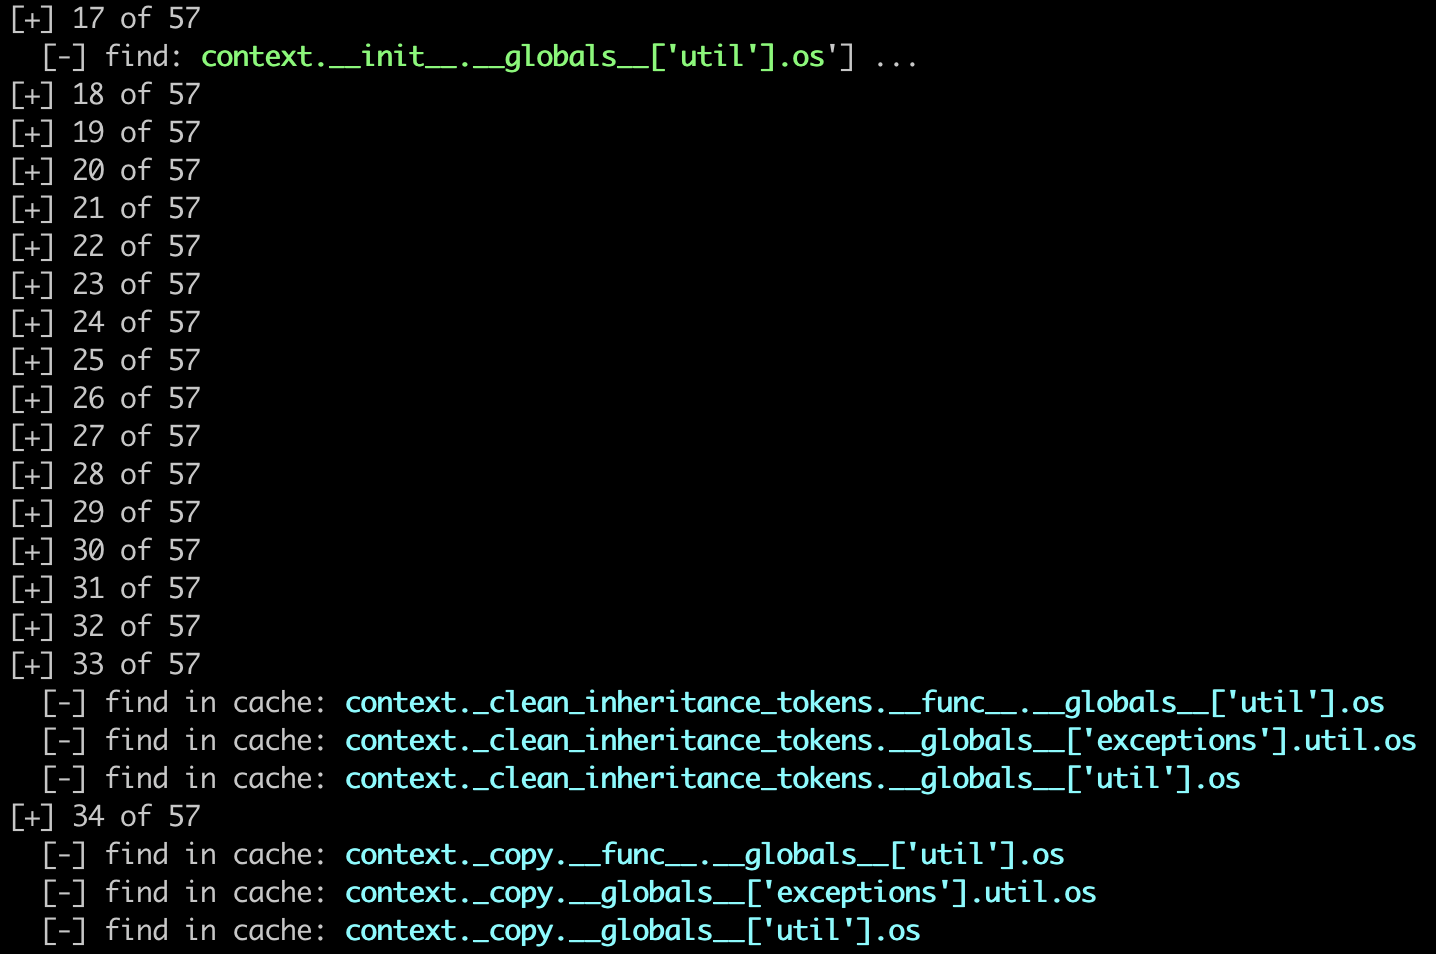 [+] 17 of 57
[-] find: context.__init__.__globals__['util'].os'] ...
[+] 18 of 57
[+] 19 of 57
[+] 20 of 57
[+] 21 of 57
[+] 22 of 57
[+] 23 of 57
[+] 24 of 57
[+] 25 of 57
[+] 26 of 57
[+] 27 of 57
[+] 28 of 57
[+] 29 of 57
[+] 30 of 57
[+] 31 of 57
[+] 32 of 57
[+] 33 of 57
[-] find in cache: context._clean_inheritance_tokens.__func__.__globals__['util'].os
[-] find in cache: context._clean_inheritance_tokens.__globals__['exceptions'].util.os
[-] find in cache: context._clean_inheritance_tokens.__globals__['util'].os
[+] 34 of 57
[-] find in cache: context._copy.__func__.__globals__['util'].os
[-] find in cache: context._copy.__globals__['exceptions'].util.os
[-] find in cache: context._copy.__globals__['util'].os